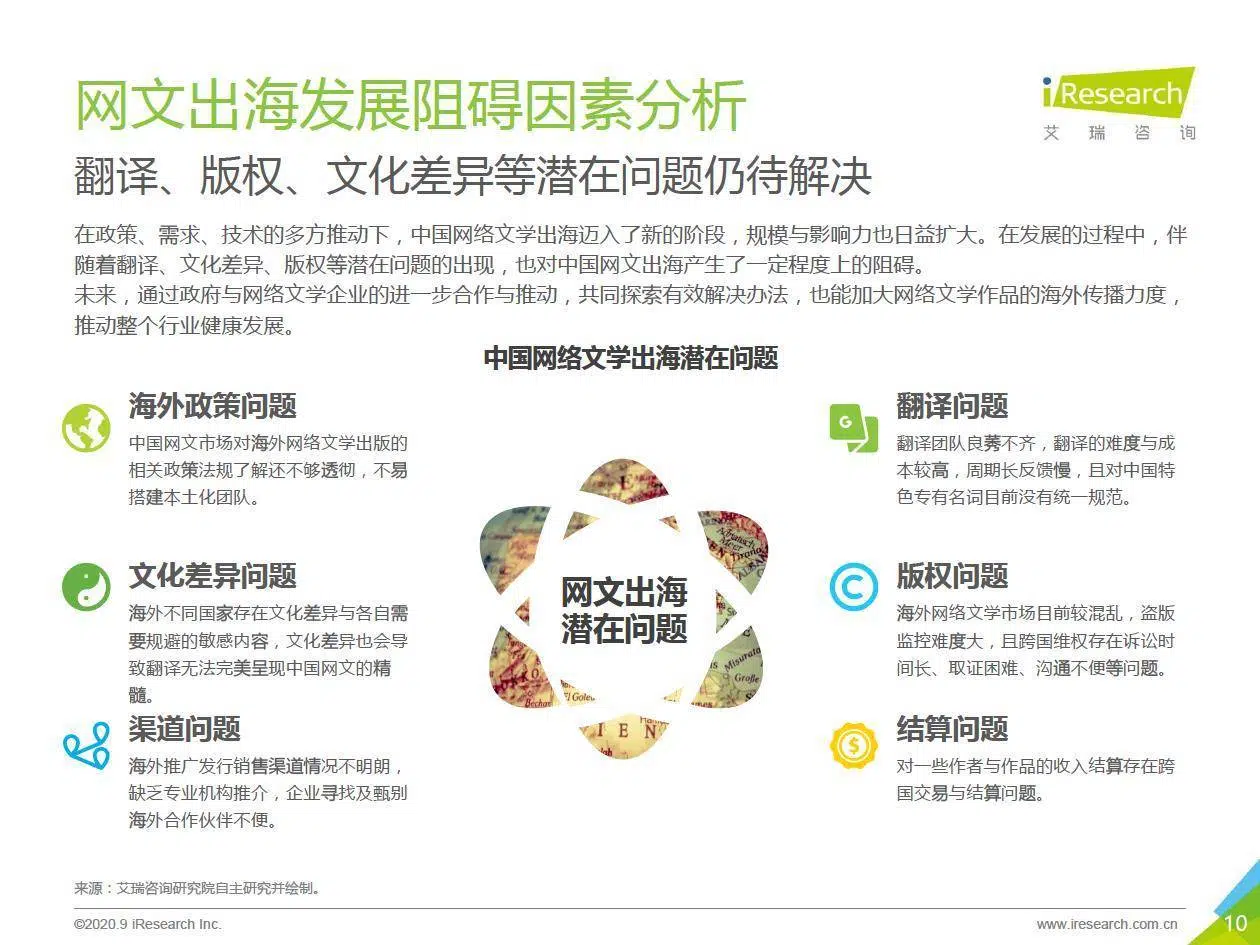 网文出海发展阻碍因素分析
iResearch
艾瑞咨询
翻译、版权、文化差异等潜在问题仍待解决
在政策、需求、技术的多方推动下，中国网络文学出海迈入了新的阶段，规模与影响力也日益扩大。在发展的过程中，伴
随着翻译、文化差异、版权等潜在问题的出现，也对中国网文出海产生了一定程度上的阻碍。
未来，通过政府与网络文学企业的进一步合作与推动，共同探索有效解决办法，也能加大网络文学作品的海外传播力度，
推动整个行业健康发展。
中国网络文学出海潜在问题
海外政策问题
中国网文市场对海外网络文学出版的
相关政策法规了解还不够透彻，不易
搭建本土化团队。
文化差异问题
海外不同国家存在文化差异与各自需
要规避的敏感内容，文化差异也会导
致翻译无法完美呈现中国网文的精
髓。
渠道问题
海外推广发行销售渠道情况不明朗，
缺乏专业机构推介，企业寻找及甄别
海外合作伙伴不便。
网文出海
潜在问题
翻译问题
翻译团队良莠不齐，翻译的难度与成
本较高，周期长反馈慢，且对中国特
色专有名词目前没有统一规范。
版权问题
海外网络文学市场目前较混乱，盗版
监控难度大，且跨国维权存在诉讼时
间长、取证困难、沟通不便等问题。
结算问题
对一些作者与作品的收入结算存在跨
国交易与结算问题。
来源：艾瑞咨询研究院自主研究并绘制。
©2020.9 iResearch Inc.
www.iresearch.com.cn
10